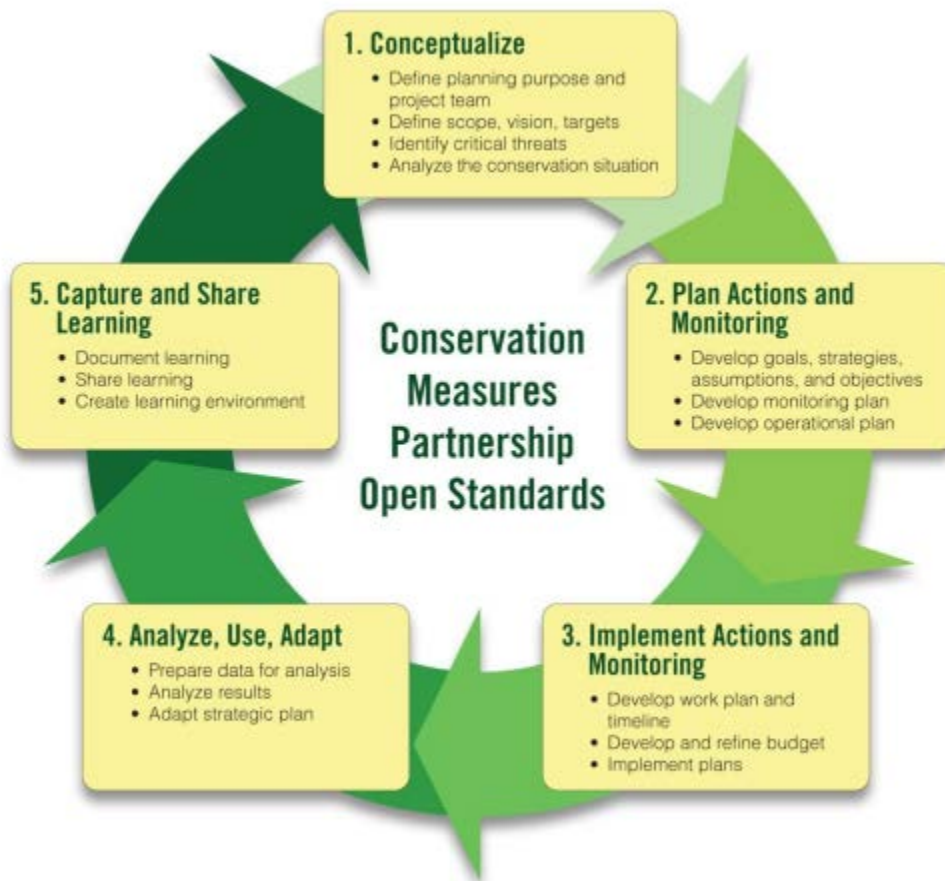 1. Conceptualize
• Define planning purpose and
project team
• Define scope, vision, targets
• Identify critical threats
• Analyze the conservation situation
2. Plan Actions and
Monitoring
• Develop goals, strategies,
assumptions, and objectives
• Develop monitoring plan
• Develop operational plan
3. Implement Actions and
Monitoring
• Develop work plan and
timeline
• Develop and refine budget
• Implement plans
4. Analyze, Use, Adapt
• Prepare data for analysis
• Analyze results
• Adapt strategic plan
5. Capture and Share
Learning
• Document learning
• Share learning
• Create learning environment
Conservation
Measures
Partnership
Open Standards